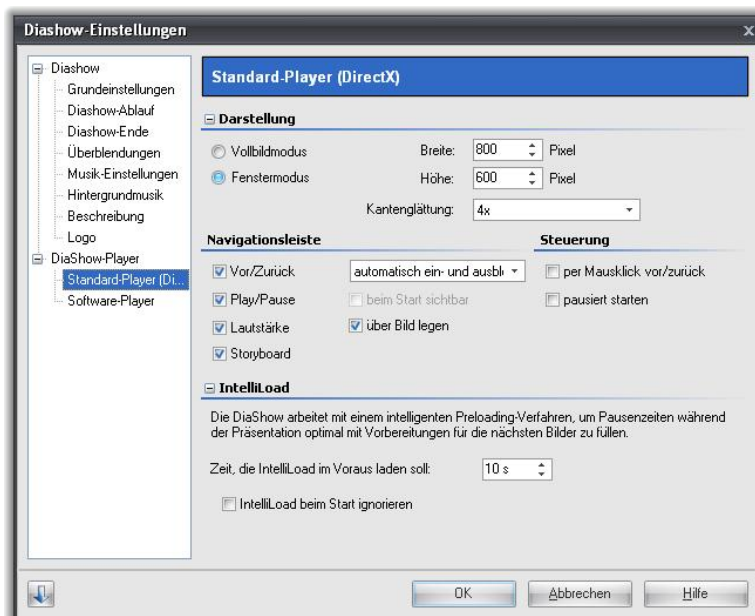 Diashow-Einstellungen
Diashow
Grundeinstellungen
Diashow-Ablauf
Diashow-Ende
Überblendungen
Musik-Einstellungen
Hintergrundmusik
Beschreibung
Logo
DiaShow-Player
Standard-Player (Di...
Software-Player
Standard-Player (DirectX)
Darstellung
Vollbildmodus Breite: 800 Pixel
Fenstermodus Höhe: 600 Pixel
Kantenglättung: 4x
Navigationsleiste Steuerung
Vor/Zurück automatisch ein- und ausbl per Mausklick vor/zurück
Play/Pause beim Start sichtbar pausiert starten
Lautstärke über Bild legen
Storyboard
IntelliLoad
Die DiaShow arbeitet mit einem intelligenten Preloading-Verfahren, um Pausenzeiten während
der Präsentation optimal mit Vorbereitungen für die nächsten Bilder zu füllen.
Zeit, die IntelliLoad im Voraus laden soll: 10 s
IntelliLoad beim Start ignorieren
OK Abbrechen Hilfe